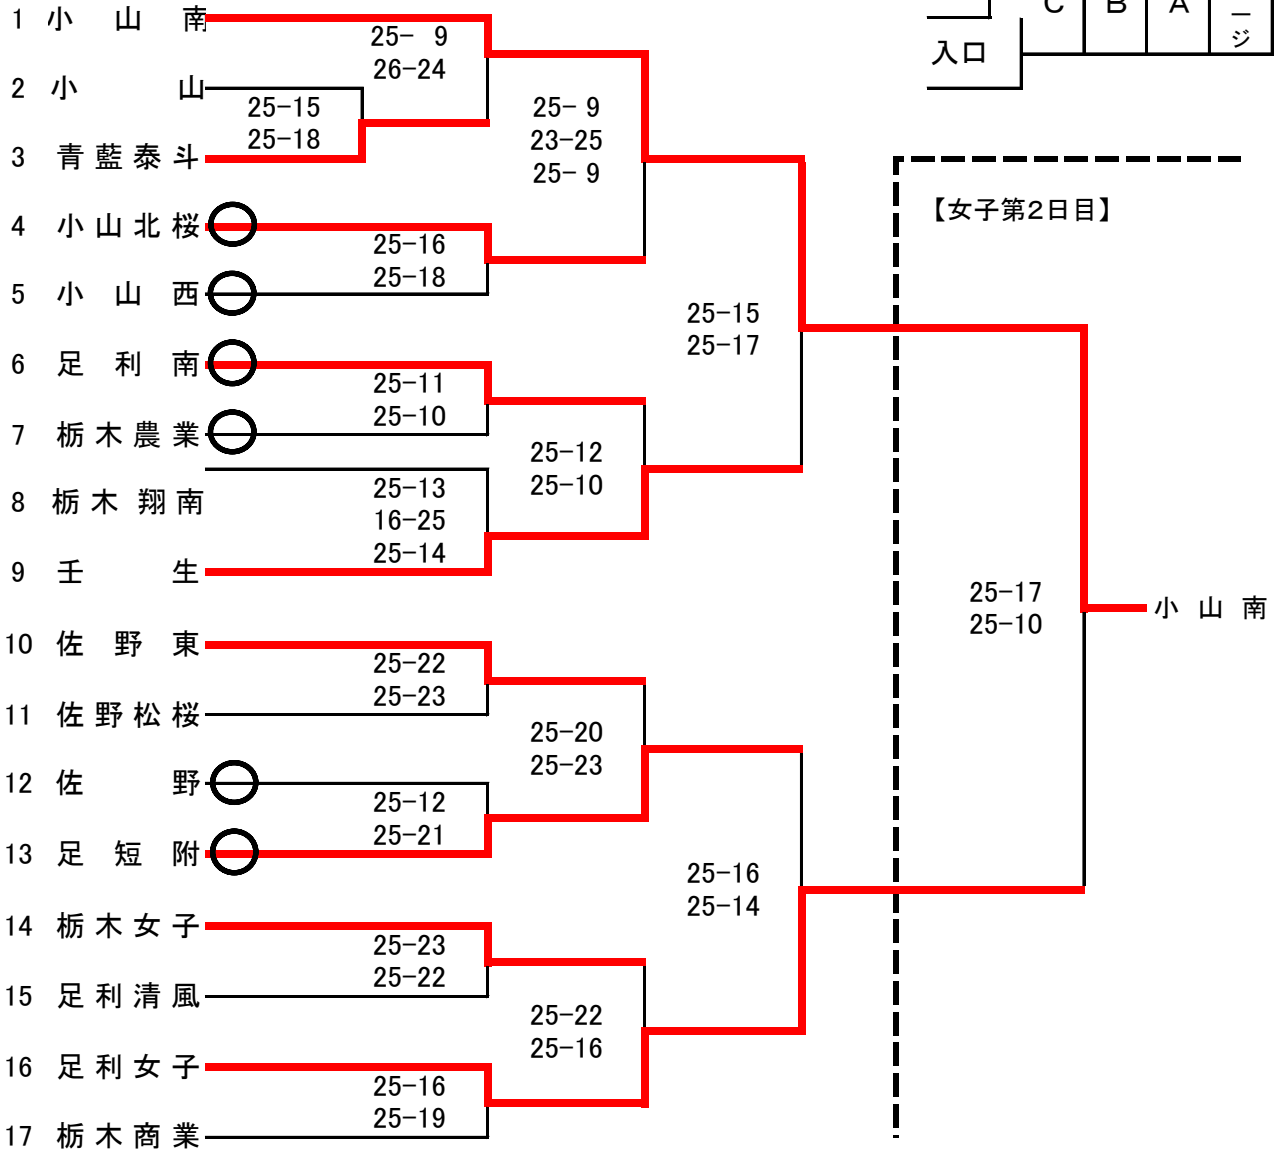 C B A ージ
入口
【女子第2日目】
1 小山南
25- 9
26-24
2 小山
25-15
25-18
3 青藍泰斗
25- 9
23-25
25- 9
4 小山北桜
25-16
25-18
5 小山西
25-15
25-17
6 足利南
25-11
25-10
7 栃木農業
25-12
25-10
8 栃木翔南
25-13
16-25
25-14
9 壬生
25-17
25-10
小山南
10 佐野東
25-22
25-23
11 佐野松桜
25-20
25-23
12 佐野
25-12
25-21
13 足短附
25-16
25-14
14 栃木女子
25-23
25-22
15 足利清風
25-22
25-16
16 足利女子
25-16
25-19
17 栃木商業